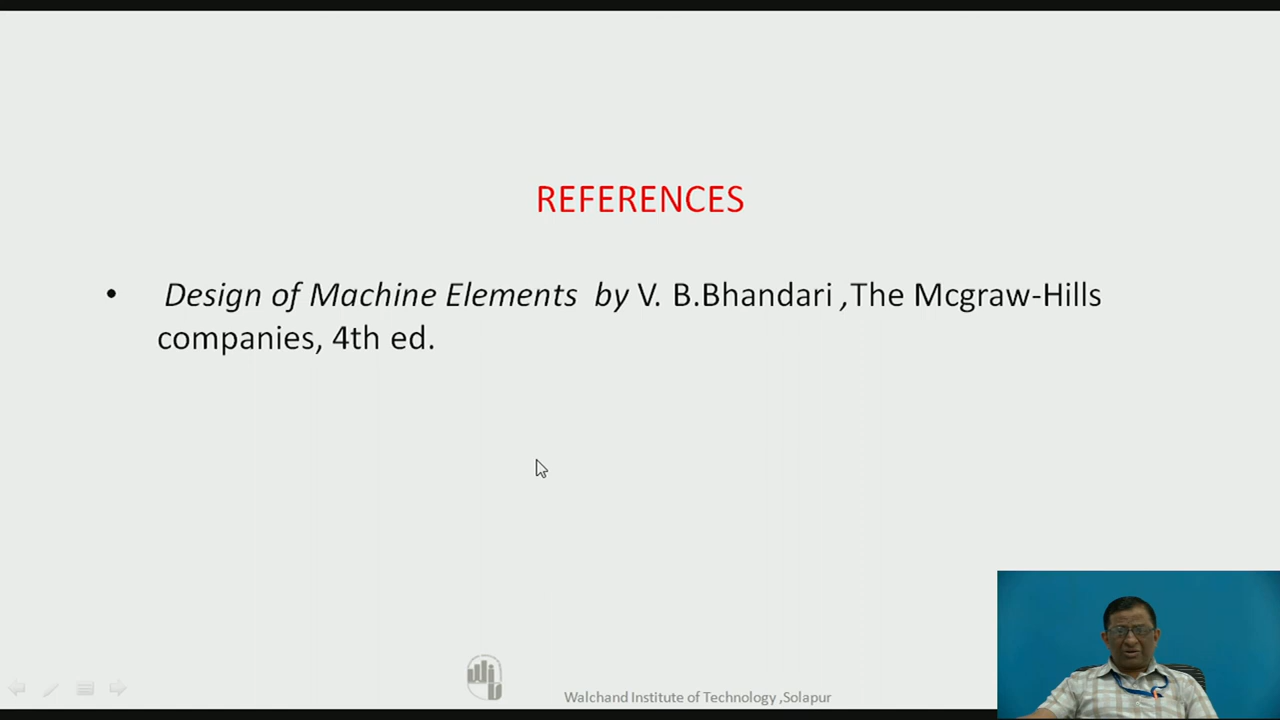 REFERENCES
• Design of Machine Elements by V. B.Bhandari ,The Mcgraw-Hills
companies, 4th ed.
Walchand Institute of Technology ,Solapur